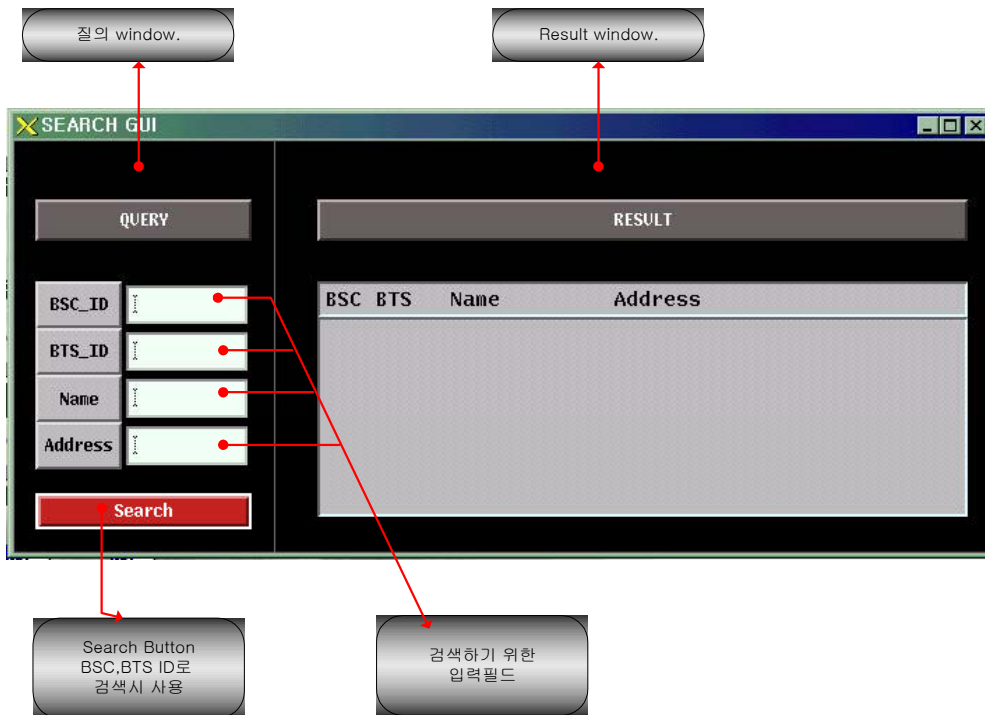 질의 window.
Result window.
SEARCH GUI
QUERY
RESULT
BSC_ID
BTS_ID
Name
Address
BSC BTS Name Address
Search
Search Button
BSC,BTS ID로
검색시 사용
검색하기 위한
입력필드